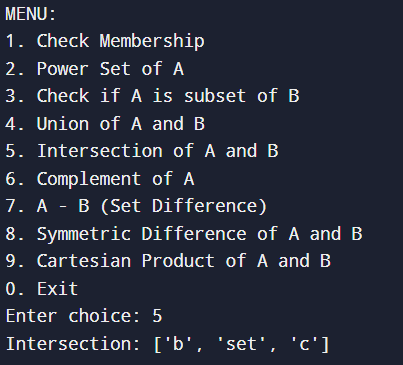 MENU:
1. Check Membership
2. Power Set of A
3. Check if A is subset of B
4. Union of A and B
5. Intersection of A and B
6. Complement of A
7. A - B (Set Difference)
8. Symmetric Difference of A and B
9. Cartesian Product of A and B
0. Exit
Enter choice: 5
Intersection: ['b', 'set', 'c']